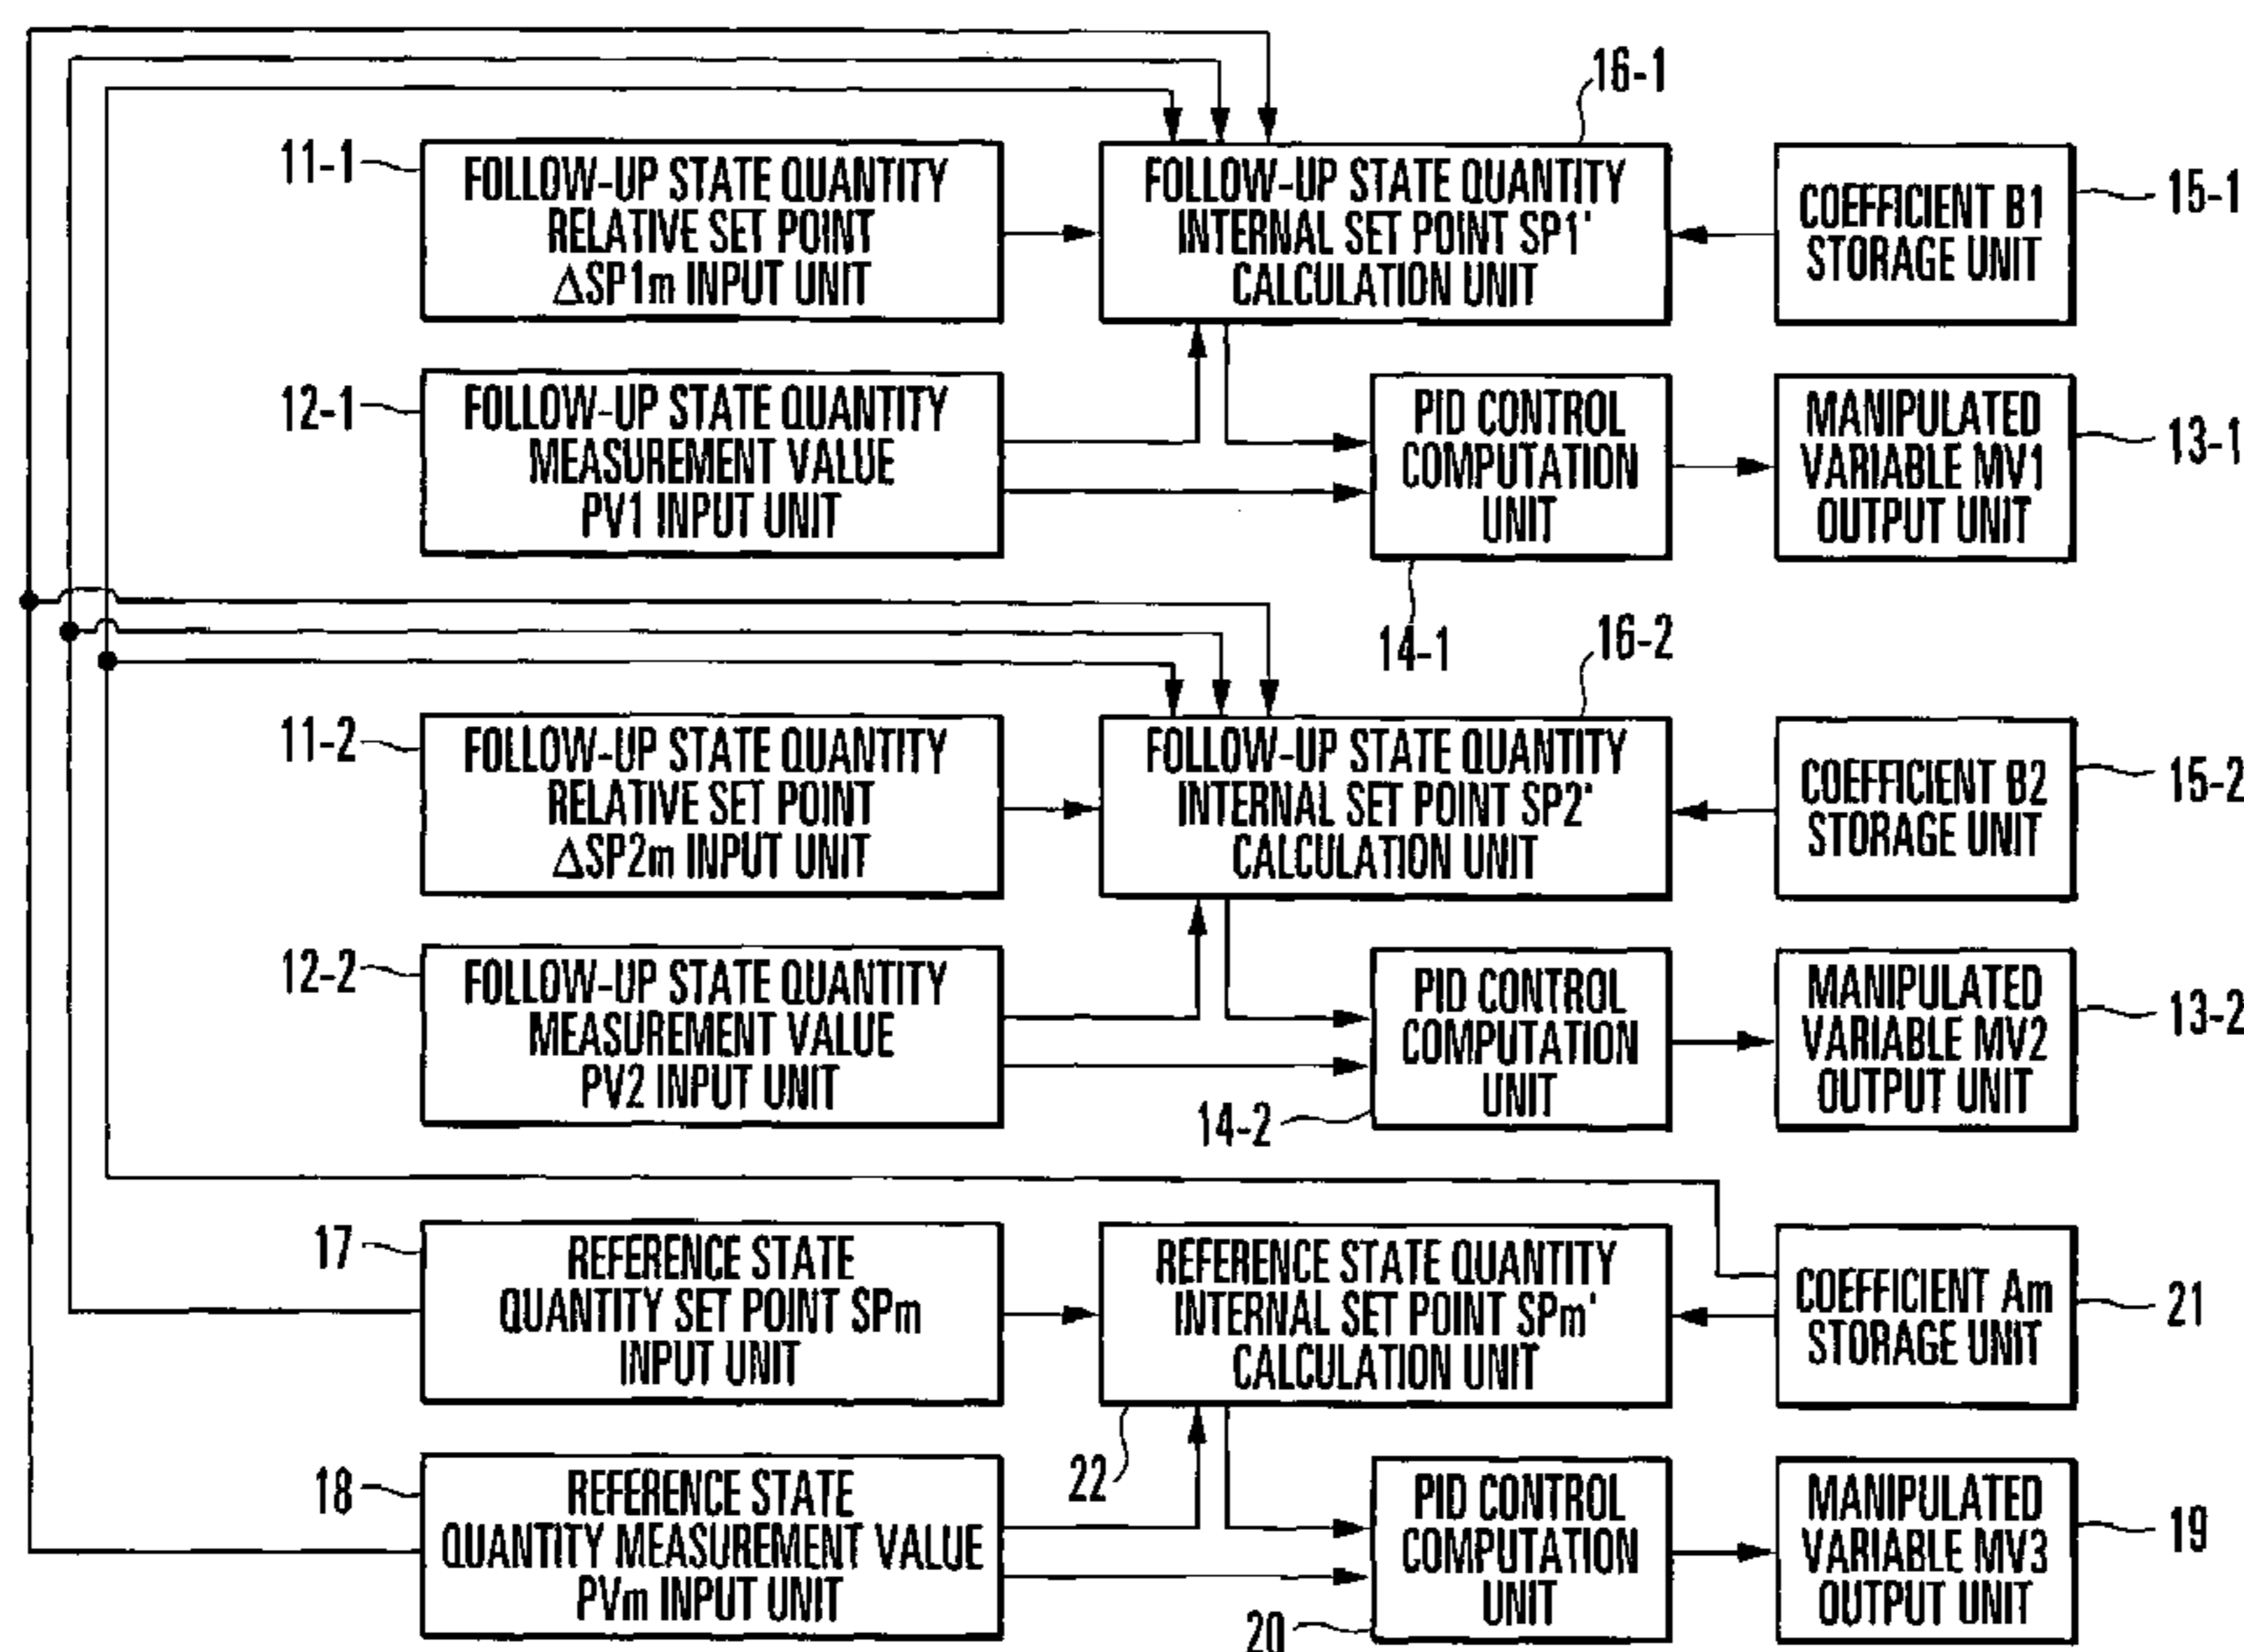 16-1
11-1
FOLLOW-UP STATE QUANTITY
RELATIVE SET POINT
ΔSP1m INPUT UNIT
FOLLOW-UP STATE QUANTITY
INTERNAL SET POINT SP1'
CALCULATION UNIT
COEFFICIENT B1
STORAGE UNIT
15-1
12-1
FOLLOW-UP STATE QUANTITY
MEASUREMENT VALUE
PV1 INPUT UNIT
PID CONTROL
COMPUTATION
UNIT
MANIPULATED
VARIABLE MV1
OUTPUT UNIT
13-1
14-1
16-2
11-2
FOLLOW-UP STATE QUANTITY
RELATIVE SET POINT
ΔSP2m INPUT UNIT
FOLLOW-UP STATE QUANTITY
INTERNAL SET POINT SP2'
CALCULATION UNIT
COEFFICIENT B2
STORAGE UNIT
15-2
12-2
FOLLOW-UP STATE QUANTITY
MEASUREMENT VALUE
PV2 INPUT UNIT
PID CONTROL
COMPUTATION
UNIT
MANIPULATED
VARIABLE MV2
OUTPUT UNIT
13-2
14-2
17
REFERENCE STATE
QUANTITY SET POINT SPm
INPUT UNIT
REFERENCE STATE QUANTITY
INTERNAL SET POINT SPm'
CALCULATION UNIT
COEFFICIENT Am
STORAGE UNIT
21
22
18
REFERENCE STATE
QUANTITY MEASUREMENT VALUE
PVm INPUT UNIT
PID CONTROL
COMPUTATION
UNIT
MANIPULATED
VARIABLE MV3
OUTPUT UNIT
19
20